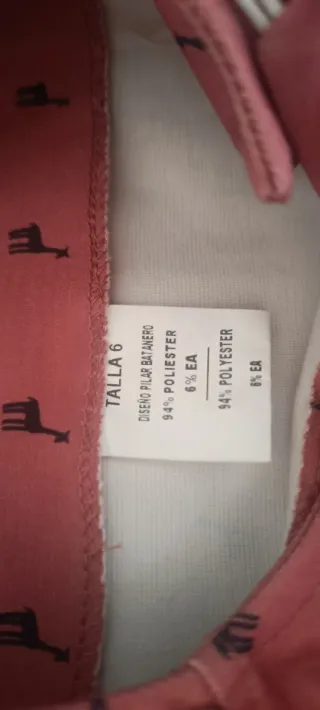 TALLA 6
DISEÑO PILAR BATANERO
94% POLIESTER
6% EA
94% POLYESTER
6% EA